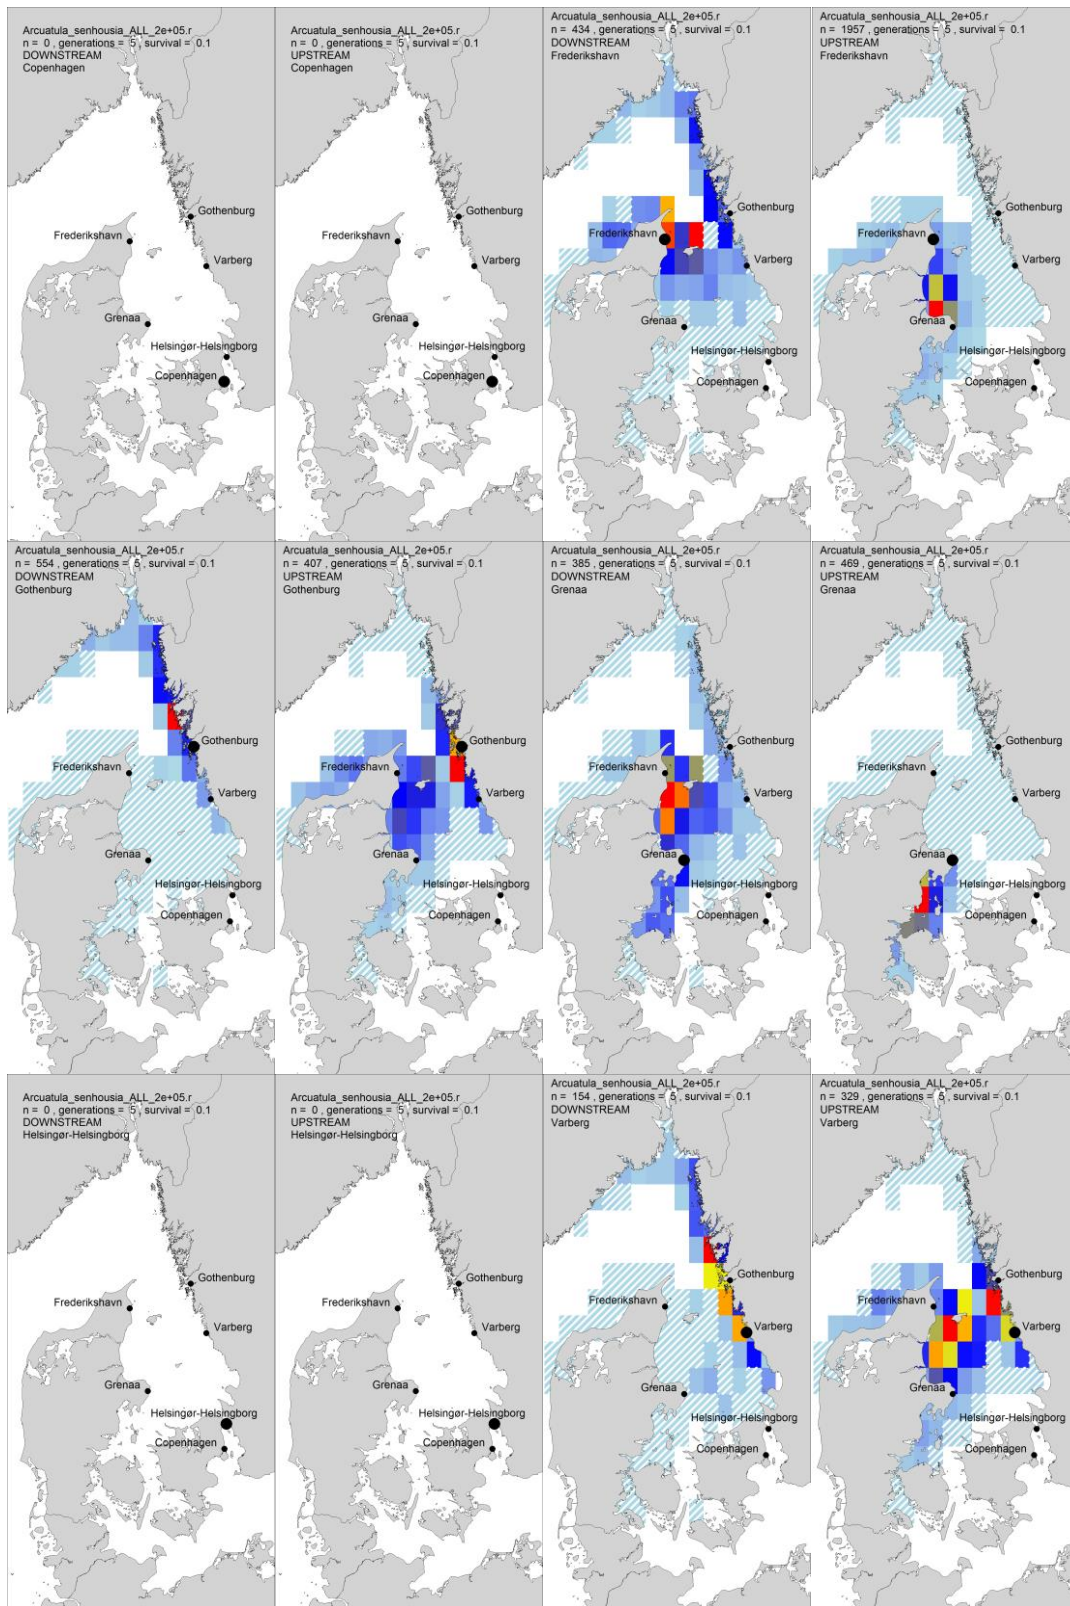 Arcuatula_senhousia_ALL_2e+05.r
n = 0 , generations = 5 , survival = 0.1
DOWNSTREAM
Copenhagen
Gothenburg
Frederikshavn
Varberg
Grenaa
Helsingør-Helsingborg
Copenhagen
Arcuatula_senhousia_ALL_2e+05.r
n = 0 , generations = 5 , survival = 0.1
UPSTREAM
Copenhagen
Gothenburg
Frederikshavn
Varberg
Grenaa
Helsingør-Helsingborg
Copenhagen
Arcuatula_senhousia_ALL_2e+05.r
n = 434 , generations = 5 , survival = 0.1
DOWNSTREAM
Frederikshavn
Gothenburg
Frederikshavn
Varberg
Grenaa
Helsingør-Helsingborg
Copenhagen
Arcuatula_senhousia_ALL_2e+05.r
n = 1957 , generations = 5 , survival = 0.1
UPSTREAM
Frederikshavn
Gothenburg
Frederikshavn
Varberg
Grenaa
Helsingør-Helsingborg
Copenhagen
Arcuatula_senhousia_ALL_2e+05.r
n = 554 , generations = 5 , survival = 0.1
DOWNSTREAM
Gothenburg
Gothenburg
Frederikshavn
Varberg
Grenaa
Helsingør-Helsingborg
Copenhagen
Arcuatula_senhousia_ALL_2e+05.r
n = 407 , generations = 5 , survival = 0.1
UPSTREAM
Gothenburg
Gothenburg
Frederikshavn
Varberg
Grenaa
Helsingør-Helsingborg
Copenhagen
Arcuatula_senhousia_ALL_2e+05.r
n = 385 , generations = 5 , survival = 0.1
DOWNSTREAM
Grenaa
Gothenburg
Frederikshavn
Varberg
Grenaa
Helsingør-Helsingborg
Copenhagen
Arcuatula_senhousia_ALL_2e+05.r
n = 469 , generations = 5 , survival = 0.1
UPSTREAM
Grenaa
Gothenburg
Frederikshavn
Varberg
Grenaa
Helsingør-Helsingborg
Copenhagen
Arcuatula_senhousia_ALL_2e+05.r
n = 0 , generations = 5 , survival = 0.1
DOWNSTREAM
Helsingør-Helsingborg
Gothenburg
Frederikshavn
Varberg
Grenaa
Helsingør-Helsingborg
Copenhagen
Arcuatula_senhousia_ALL_2e+05.r
n = 0 , generations = 5 , survival = 0.1
UPSTREAM
Helsingør-Helsingborg
Gothenburg
Frederikshavn
Varberg
Grenaa
Helsingør-Helsingborg
Copenhagen
Arcuatula_senhousia_ALL_2e+05.r
n = 154 , generations = 5 , survival = 0.1
DOWNSTREAM
Varberg
Gothenburg
Frederikshavn
Varberg
Grenaa
Helsingør-Helsingborg
Copenhagen
Arcuatula_senhousia_ALL_2e+05.r
n = 329 , generations = 5 , survival = 0.1
UPSTREAM
Varberg
Gothenburg
Frederikshavn
Varberg
Grenaa
Helsingør-Helsingborg
Copenhagen